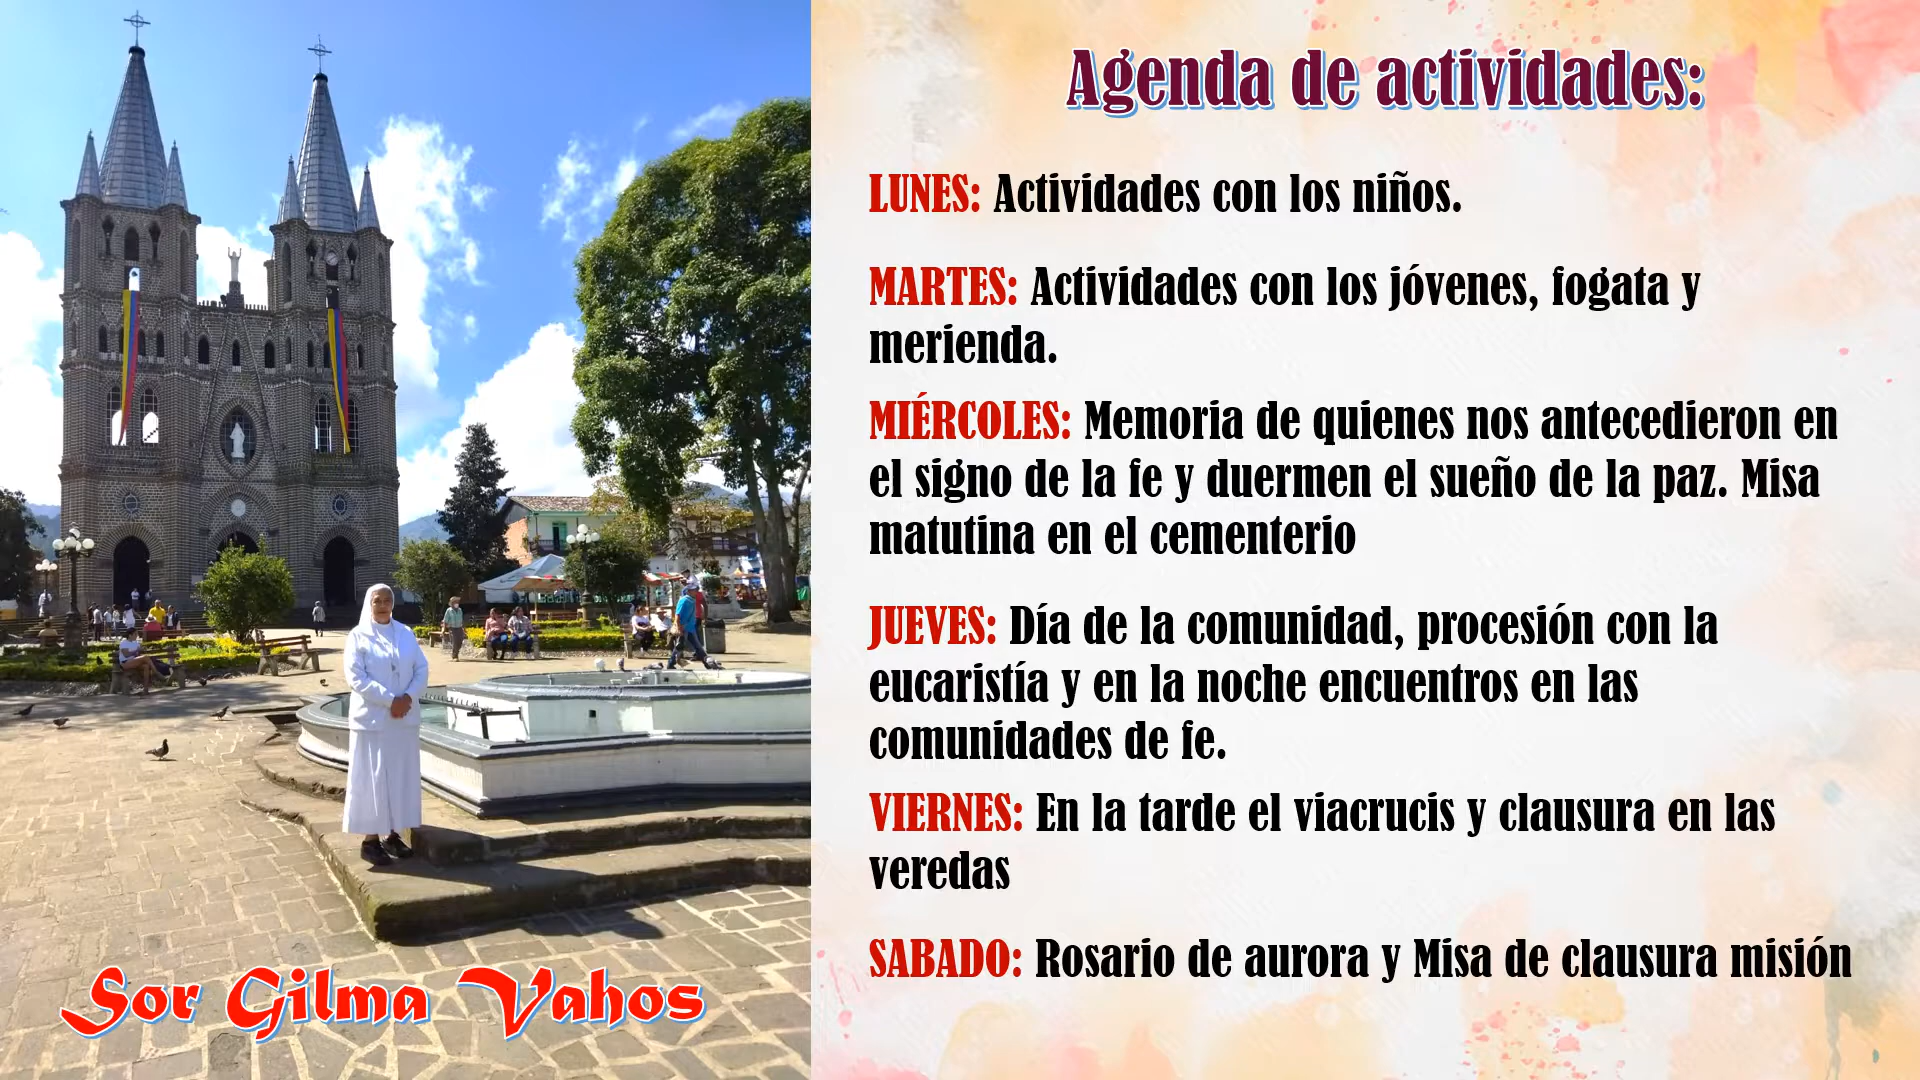 Agenda de actividades:
LUNES: Actividades con los niños.
MARTES: Actividades con los jóvenes, fogata y
merienda.
MIÉRCOLES: Memoria de quienes nos antecedieron en
el signo de la fe y duermen el sueño de la paz. Misa
matutina en el cementerio
JUEVES: Día de la comunidad, procesión con la
eucaristía y en la noche encuentros en las
comunidades de fe.
VIERNES: En la tarde el viacrucis y clausura en las
veredas
SABADO: Rosario de aurora y Misa de clausura misión
Sor Gilma Vahos